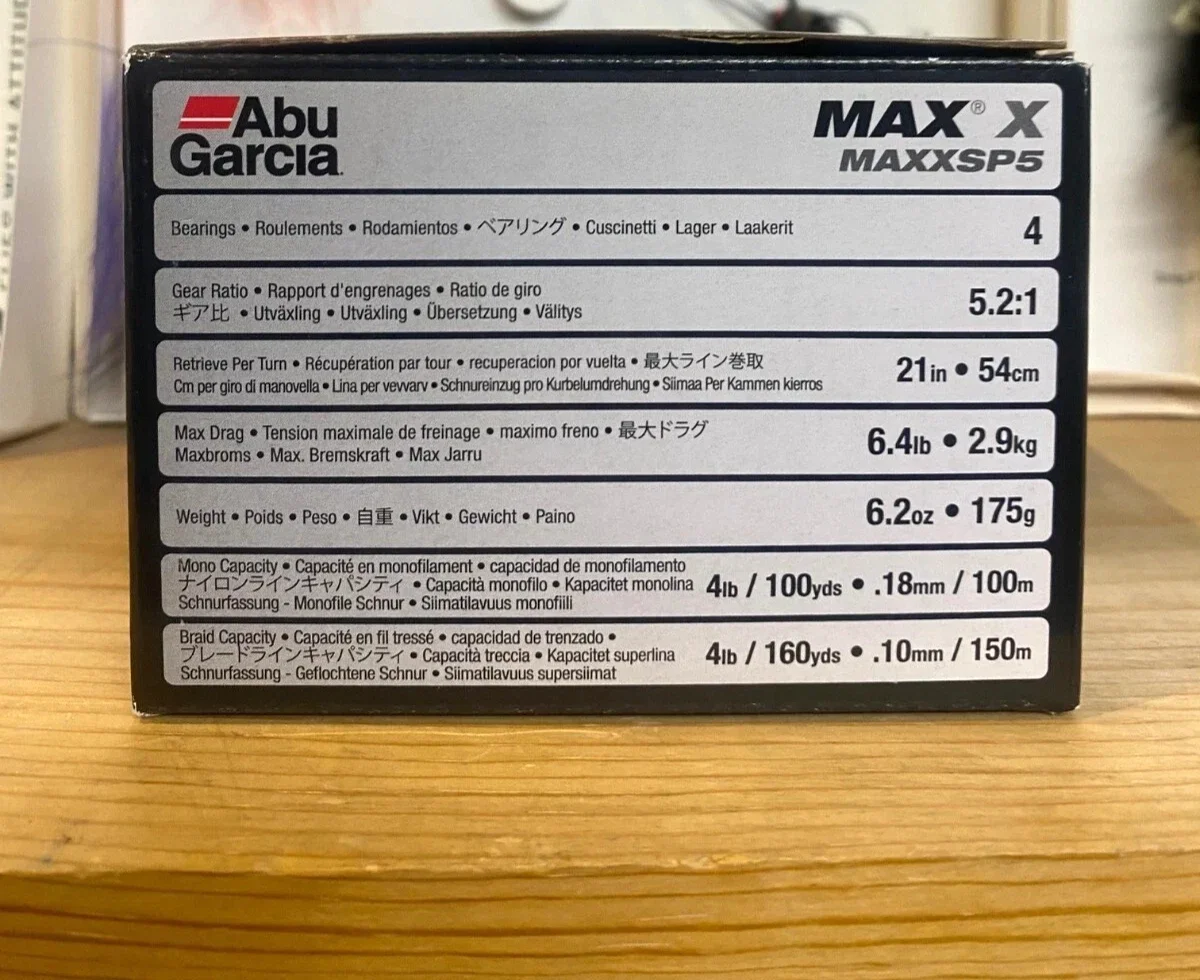 Abu
Garcia.
MAX® X
MAXXSP5
Bearings • Roulements • Rodamientos • ベアリング • Cuscinetti • Lager • Laakerit
4
Gear Ratio • Rapport d'engrenages • Ratio de giro
ギア比 • Utväxling • Utväxling • Übersetzung • Välitys
5.2:1
Retrieve Per Turn • Récupération par tour • recuperacion por vuelta • 最大ライン巻取
Cm per giro di manovella • Lina per vevvarv • Schnureinzug pro Kurbelumdrehung • Siimaa Per Kammen kierros
21in • 54cm
Max Drag • Tension maximale de freinage • maximo freno • 最大ドラグ
Maxbroms • Max. Bremskraft • Max Jarru
6.4lb • 2.9kg
Weight • Poids • Peso • 自重 • Vikt • Gewicht • Paino
6.2oz • 175g
Mono Capacity • Capacité en monofilament • capacidad de monofilamento
ナイロンラインキャパシティ • Capacità monofilo • Kapacitet monolina
Schnurfassung - Monofile Schnur • Siimatilavuus monofiili
4lb / 100yds • .18mm / 100m
Braid Capacity • Capacité en fil tressé • capacidad de trenzado •
ブレードラインキャパシティ • Capacità treccia • Kapacitet superlina
Schnurfassung - Geflochtene Schnur • Siimatilavuus supersiimat
4lb / 160yds • .10mm / 150m
WITH ATTITUD